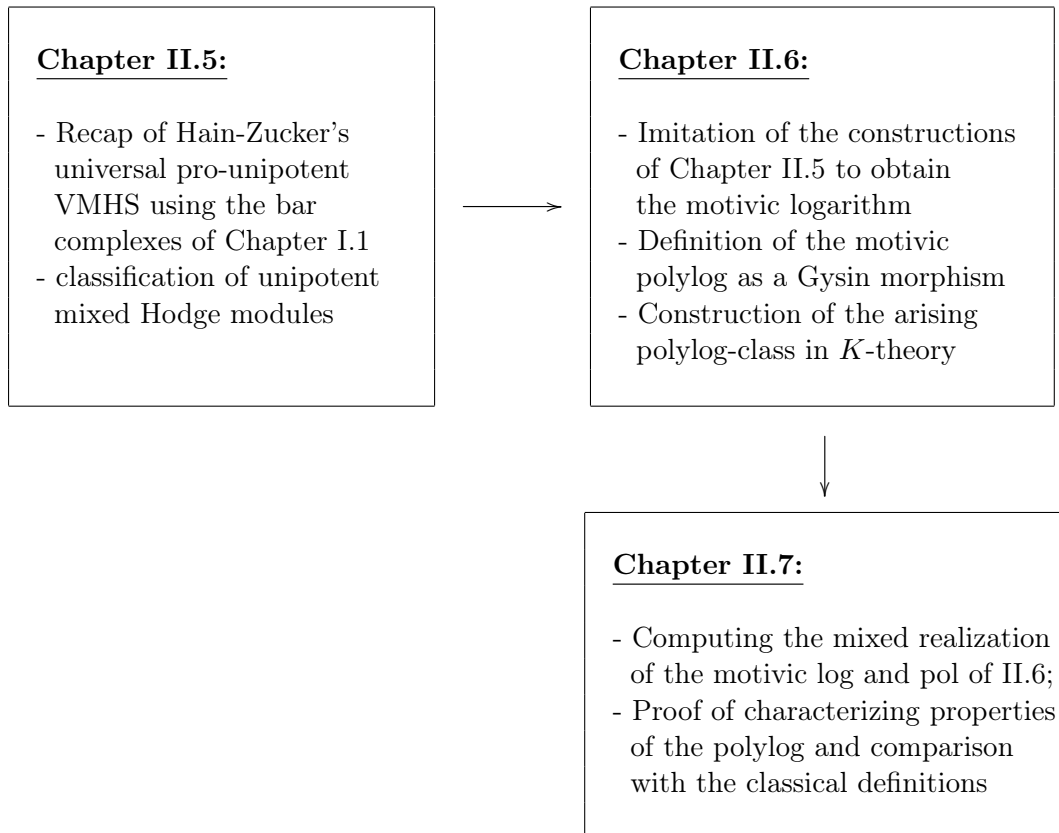 Chapter II.5:
- Recap of Hain-Zucker's
universal pro-unipotent
VMHS using the bar
complexes of Chapter I.1
- classification of unipotent
mixed Hodge modules
Chapter II.6:
- Imitation of the constructions
of Chapter II.5 to obtain
the motivic logarithm
- Definition of the motivic
polylog as a Gysin morphism
- Construction of the arising
polylog-class in K-theory
Chapter II.7:
- Computing the mixed realization
of the motivic log and pol of II.6;
- Proof of characterizing properties
of the polylog and comparison
with the classical definitions